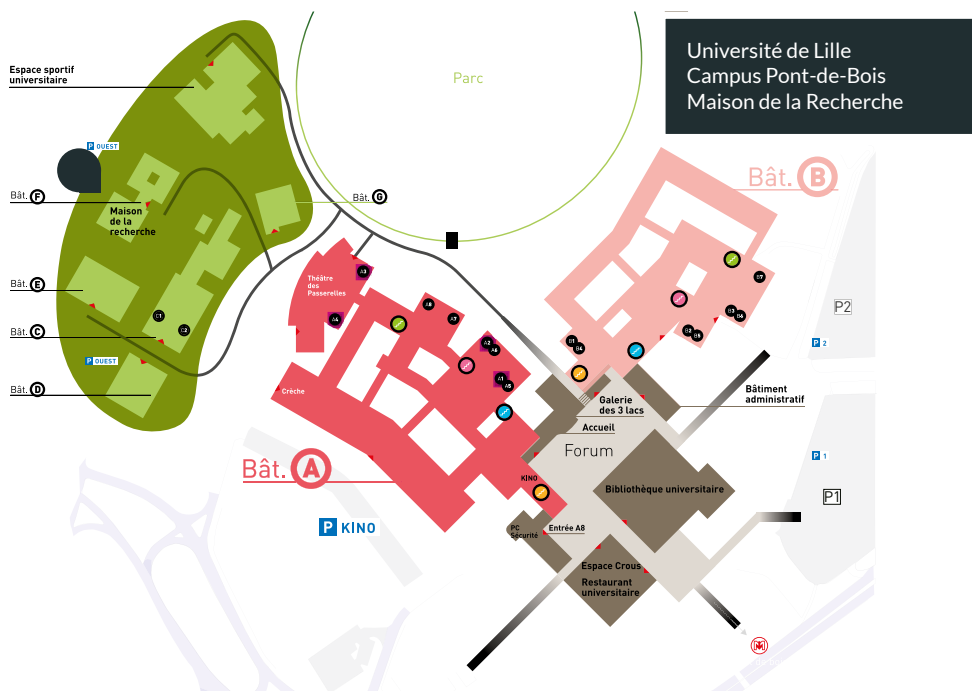 Université de Lille
Campus Pont-de-Bois
Maison de la Recherche
Espace sportif
universitaire
Parc
P OUEST
Bât. B
Bât. F
Bât. G
Maison
de la
recherche
Théâtre
des
Passerelles
A3
B7
Bât. E
A8
P2
C1
A4
A7
B3
B6
Bât. C
C2
B2
B5
A2
A6
B1
B4
P 2
P OUEST
A1
A5
Bât. D
Crèche
Galerie
des 3 lacs
Bâtiment
administratif
Accueil
Forum
P 1
Bât. A
KINO
Bibliothèque universitaire
P1
P KINO
PC
Sécurité
Entrée A8
Espace Crous
Restaurant
universitaire